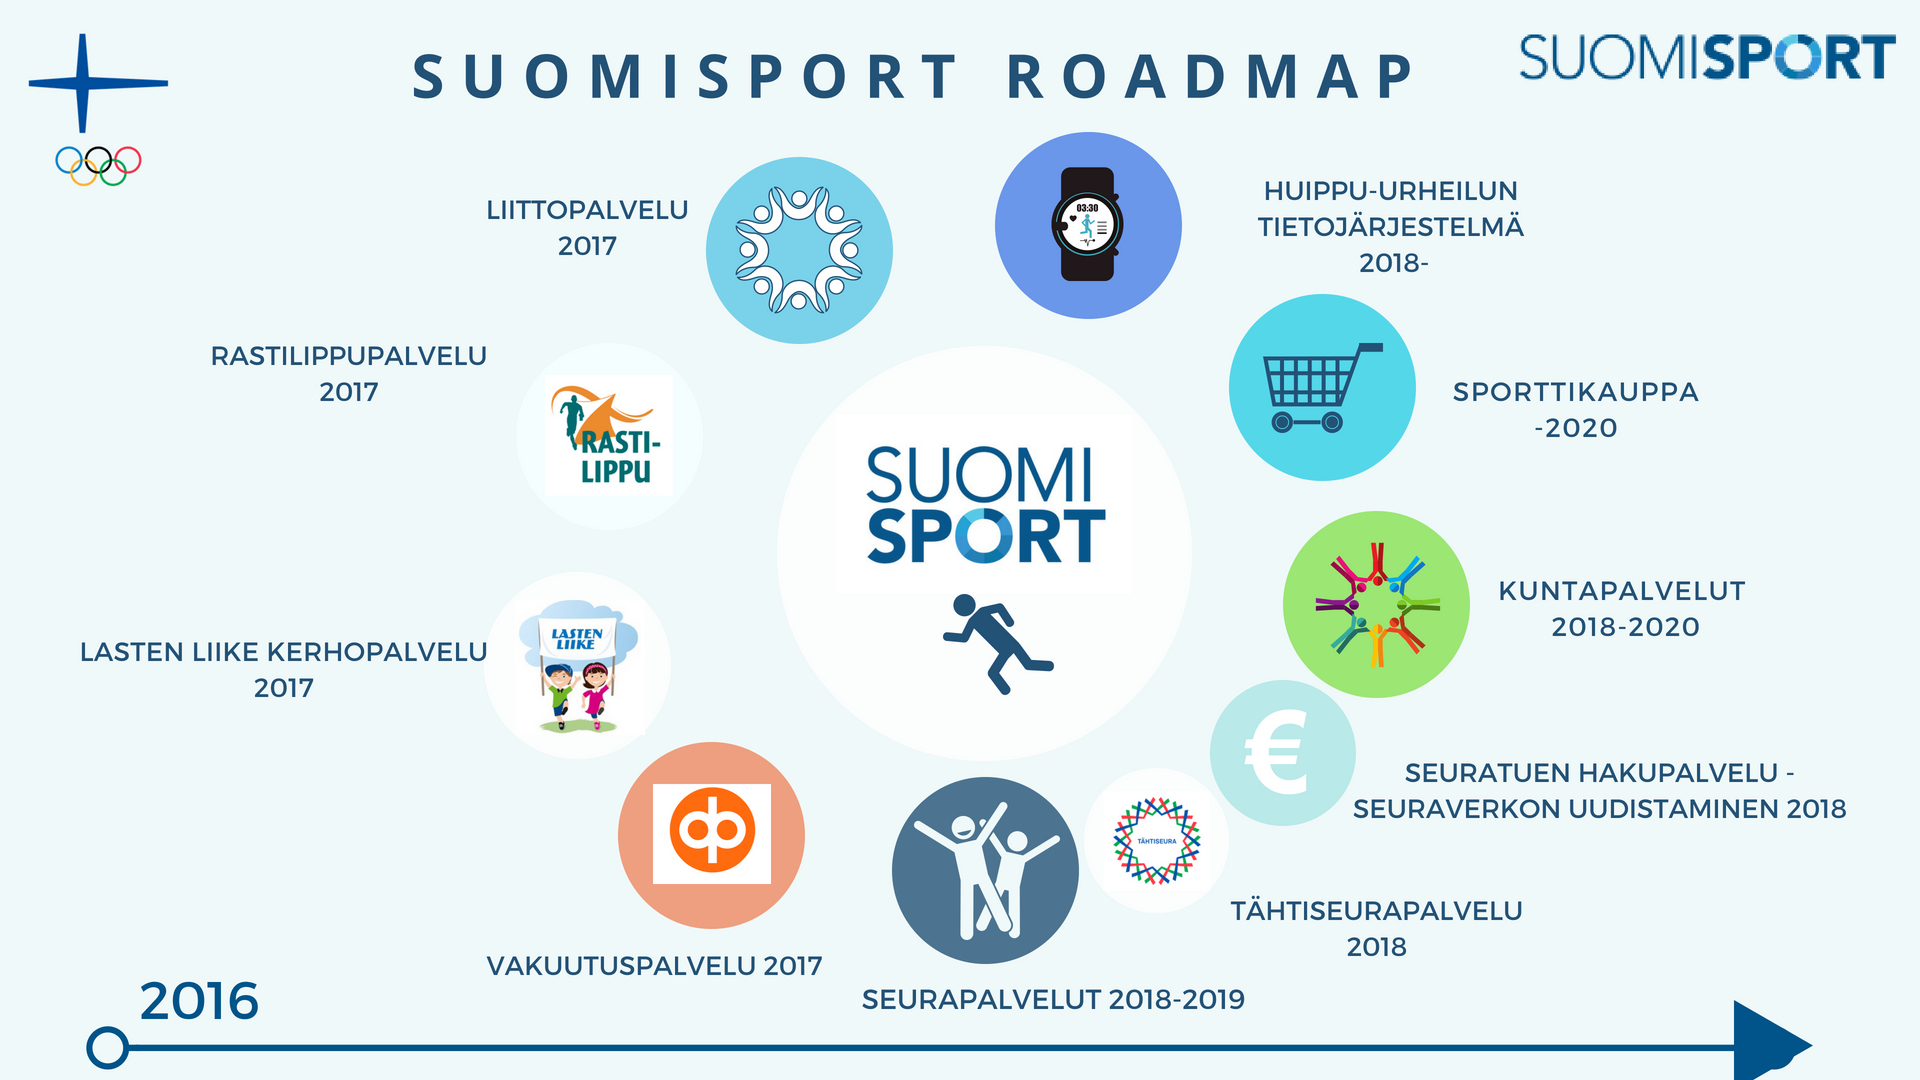 SUOMISPORT ROADMAP
SUOMISPORT
LIITTOPALVELU
2017
03:30
HUIPPU-URHEILUN
TIETOJÄRJESTELMÄ
2018-
RASTILIPPUPALVELU
2017
RASTI-
LIPPU
SPORTTIKAUPPA
-2020
SUOMI
SPORT
KUNTAPALVELUT
2018-2020
LASTEN LIIKE KERHOPALVELU
2017
LASTEN
LIIKE
€
SEURATUEN HAKUPALVELU -
SEURAVERKON UUDISTAMINEN 2018
TÄHTISEURA
TÄHTISEURAPALVELU
2018
VAKUUTUSPALVELU 2017
SEURAPALVELUT 2018-2019
2016